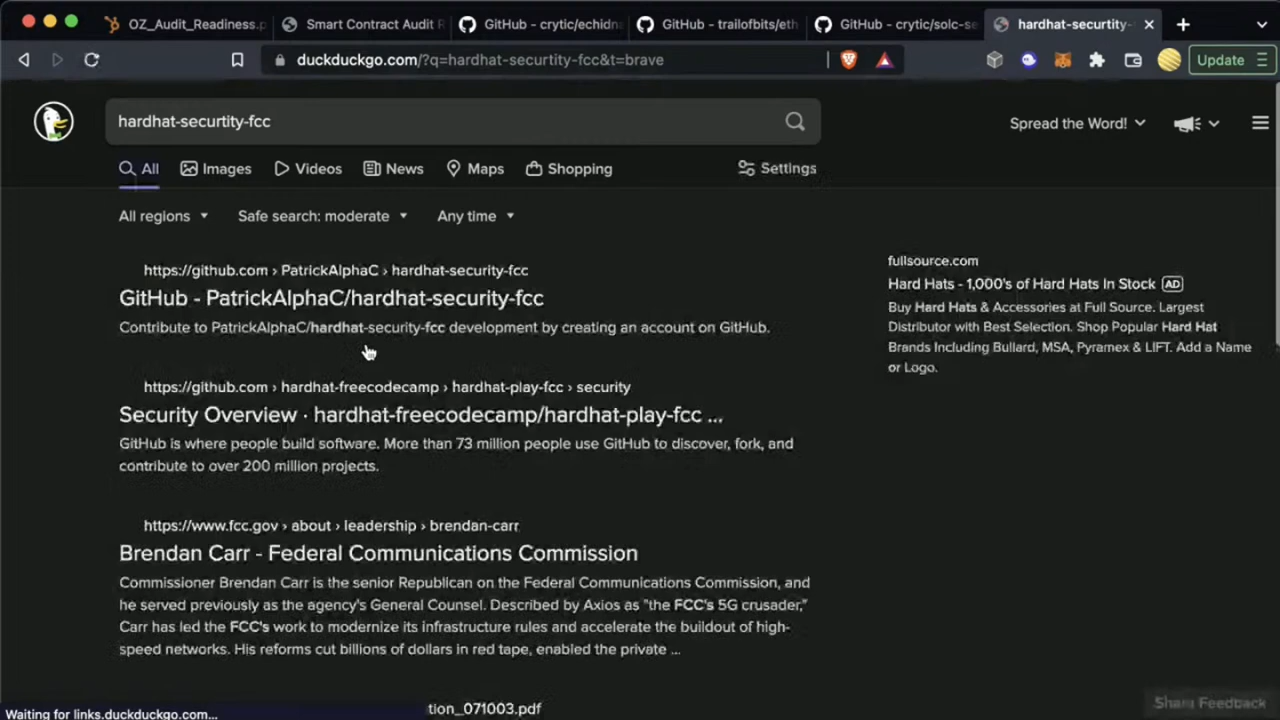 OZ_Audit_Readiness.p
Smart Contract Audit R
GitHub - crytic/echidn
GitHub - trailofbits/eth
GitHub - crytic/solc-se
hardhat-securtity-
duckduckgo.com/?q=hardhat-securtity-fcc&t=brave
Update
hardhat-securtity-fcc
Spread the Word!
All
Images
Videos
News
Maps
Shopping
Settings
All regions
Safe search: moderate
Any time
https://github.com › PatrickAlphaC › hardhat-security-fcc
GitHub - PatrickAlphaC/hardhat-security-fcc
Contribute to PatrickAlphaC/hardhat-security-fcc development by creating an account on GitHub.
https://github.com › hardhat-freecodecamp › hardhat-play-fcc › security
Security Overview · hardhat-freecodecamp/hardhat-play-fcc ...
GitHub is where people build software. More than 73 million people use GitHub to discover, fork, and
contribute to over 200 million projects.
https://www.fcc.gov › about › leadership › brendan-carr
Brendan Carr - Federal Communications Commission
Commissioner Brendan Carr is the senior Republican on the Federal Communications Commission, and
he served previously as the agency's General Counsel. Described by Axios as "the FCC's 5G crusader,"
Carr has led the FCC's work to modernize its infrastructure rules and accelerate the buildout of high-
speed networks. His reforms cut billions of dollars in red tape, enabled the private ...
tion_071003.pdf
fullsource.com
Hard Hats - 1,000's of Hard Hats In Stock AD
Buy Hard Hats & Accessories at Full Source. Largest
Distributor with Best Selection. Shop Popular Hard Hat
Brands Including Bullard, MSA, Pyramex & LIFT. Add a Name
or Logo.
Share Feedback
Waiting for links.duckduckgo.com...